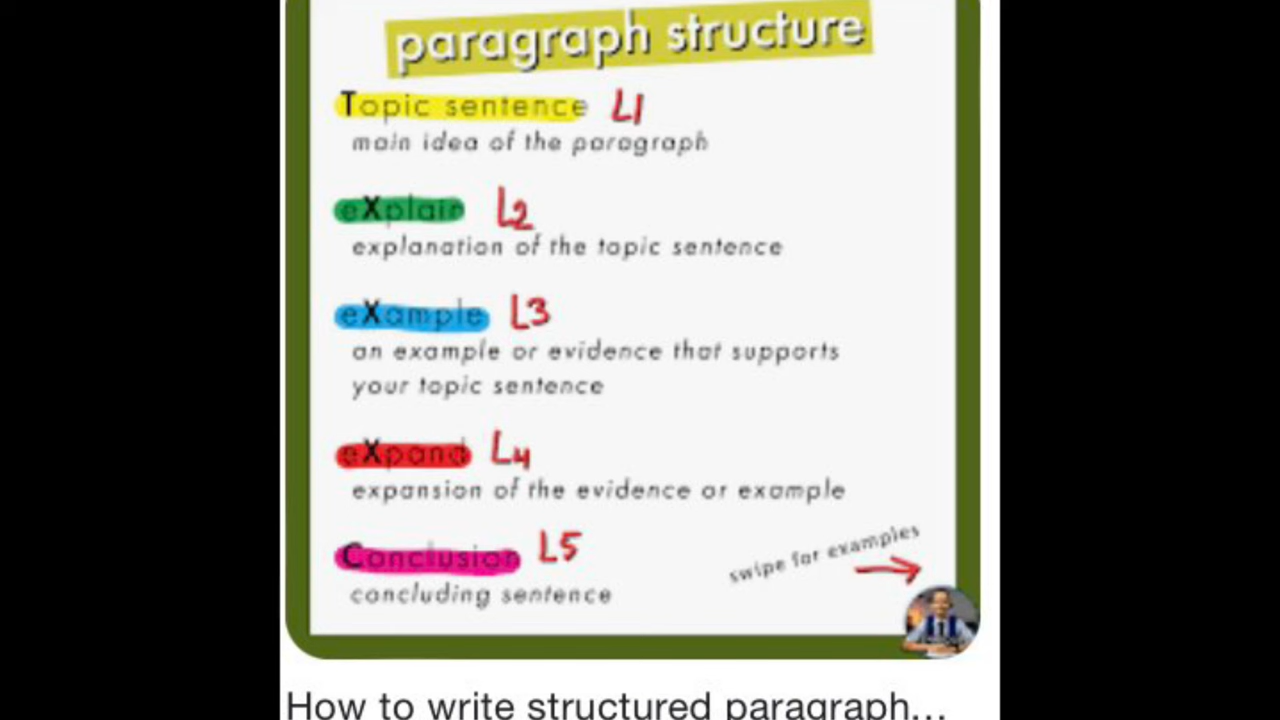 paragraph structure
Topic sentence L1
main idea of the paragraph
eXplain L2
explanation of the topic sentence
eXample L3
an example or evidence that supports
your topic sentence
eXpand L4
expansion of the evidence or example
Conclusion L5
concluding sentence
swipe for examples
How to write structured paragraph...